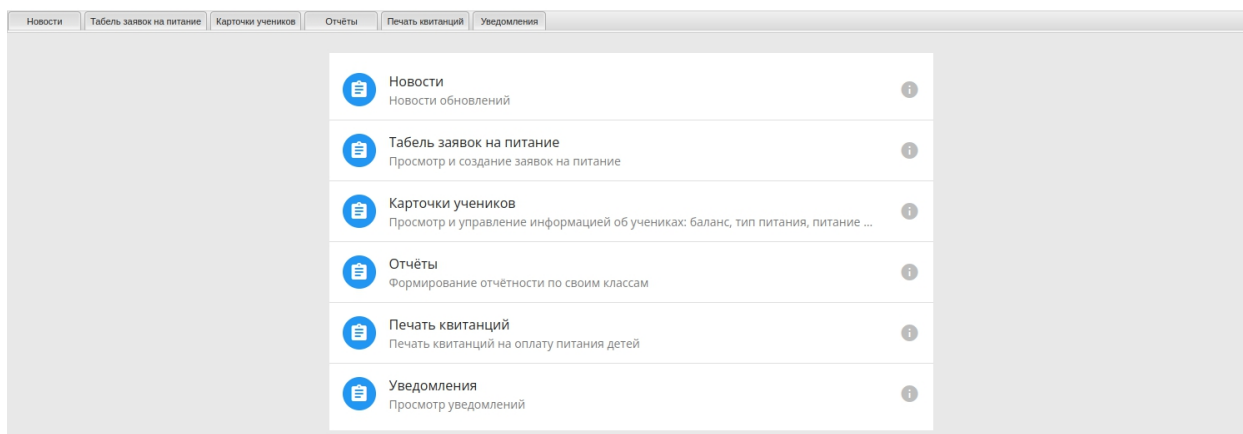 Новости Табель заявок на питание Карточки учеников Отчёты Печать квитанций Уведомления
Новости
Новости обновлений
Табель заявок на питание
Просмотр и создание заявок на питание
Карточки учеников
Просмотр и управление информацией об учениках: баланс, тип питания, питание ...
Отчёты
Формирование отчётности по своим классам
Печать квитанций
Печать квитанций на оплату питания детей
Уведомления
Просмотр уведомлений